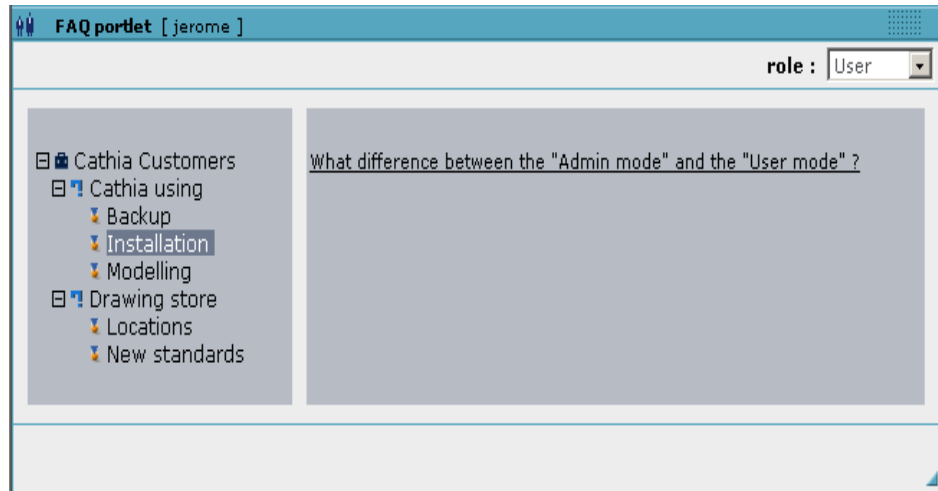 FAQ portlet [ jerome ]
role : User
Cathia Customers
Cathia using
Backup
Installation
Modelling
Drawing store
Locations
New standards
What difference between the "Admin mode" and the "User mode" ?